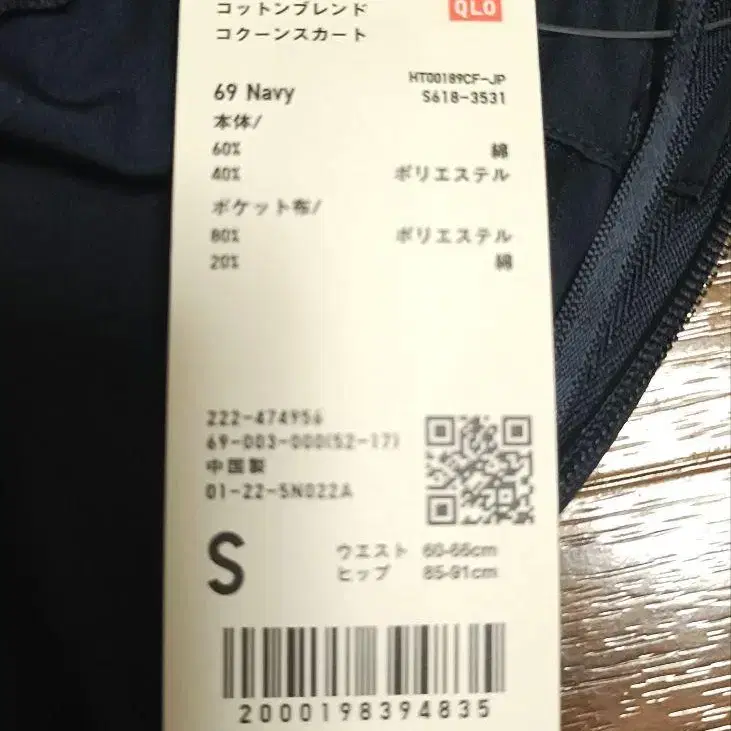 コットンブレンド
コクーンスカート
QLO
69 Navy
HT00189CF-JP
S618-3531
本体/
60% 綿
40% ポリエステル
ポケット布/
80% ポリエステル
20% 綿
222-474956
69-003-000(52-17)
中国製
01-22-5N022A
S
ウエスト 60-66cm
ヒップ 85-91cm
2000198394835